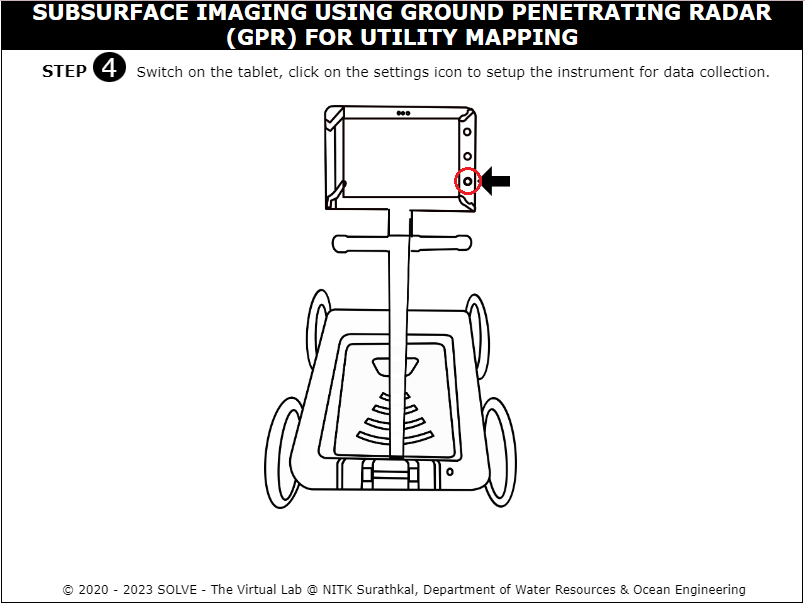 SUBSURFACE IMAGING USING GROUND PENETRATING RADAR
(GPR) FOR UTILITY MAPPING
STEP 4 Switch on the tablet, click on the settings icon to setup the instrument for data collection.
© 2020 - 2023 SOLVE - The Virtual Lab @ NITK Surathkal, Department of Water Resources & Ocean Engineering